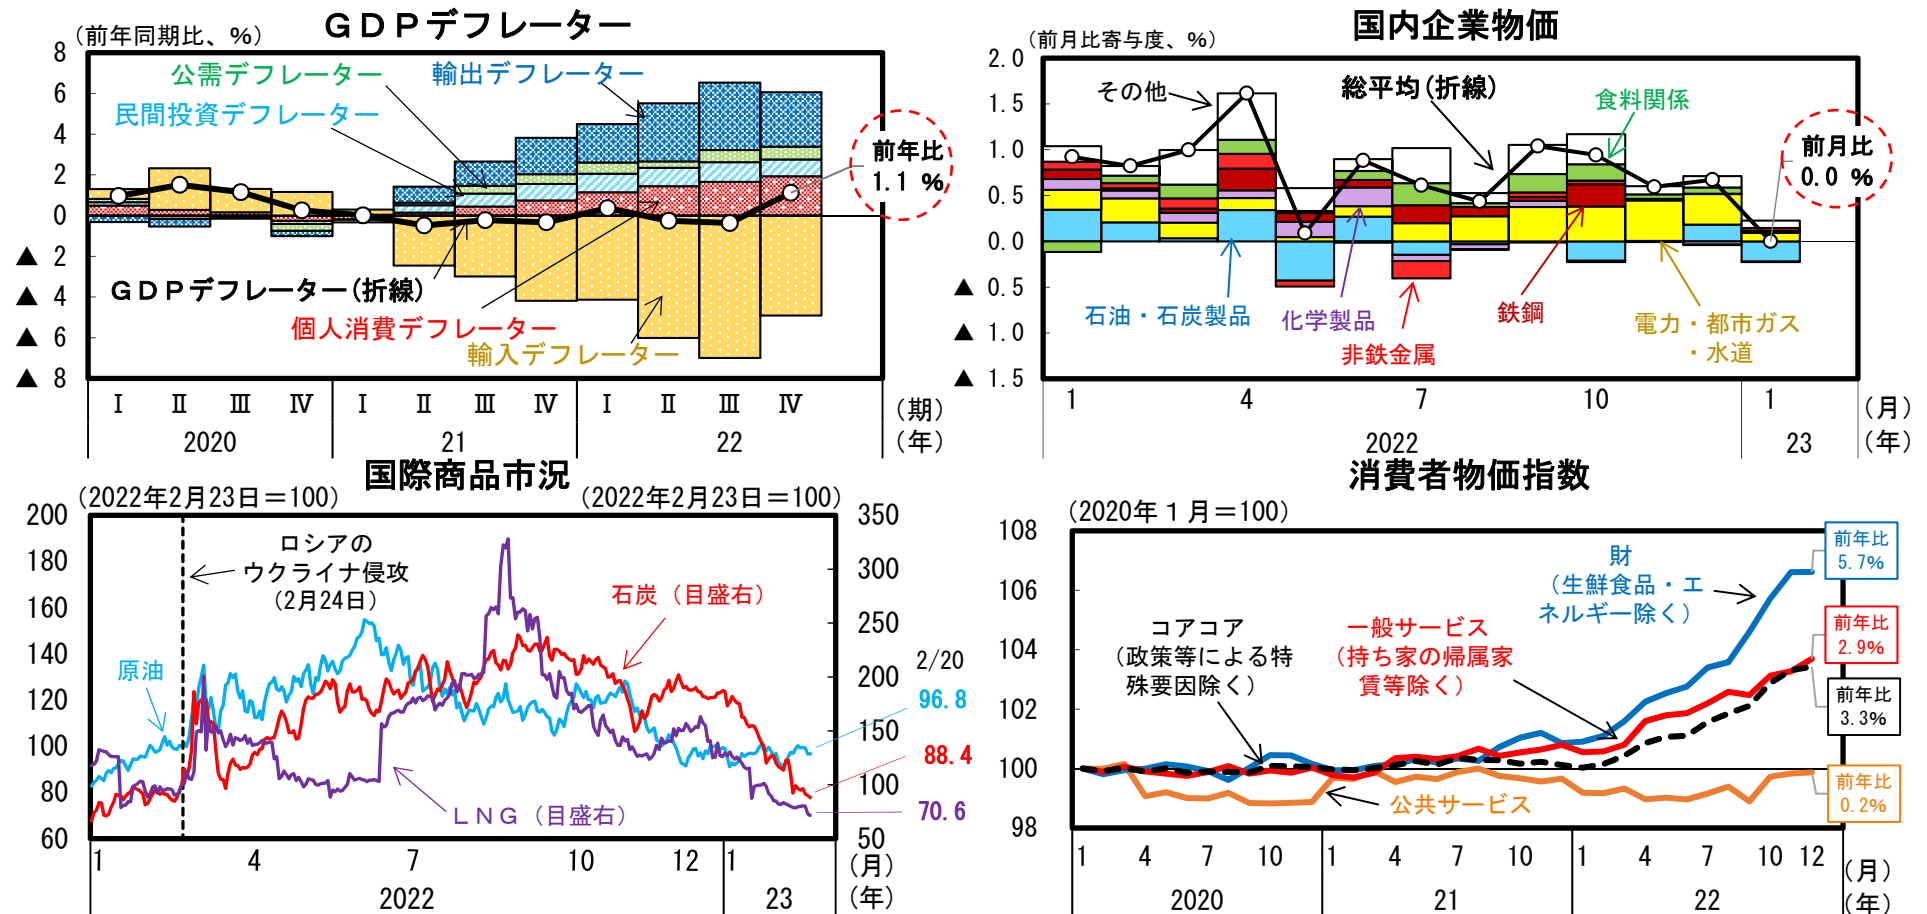 ＧＤＰデフレーター
（前年同期比、%）
8
6
4
2
0
▲ 2
▲ 4
▲ 6
▲ 8
公需デフレーター
輸出デフレーター
民間投資デフレーター
前年比
1.1 %
ＧＤＰデフレーター(折線)
個人消費デフレーター
輸入デフレーター
Ⅰ Ⅱ Ⅲ Ⅳ Ⅰ Ⅱ Ⅲ Ⅳ Ⅰ Ⅱ Ⅲ Ⅳ （期）
2020 21 22 （年）
国内企業物価
（前月比寄与度、%）
2.0
1.5
1.0
0.5
0.0
▲ 0.5
▲ 1.0
▲ 1.5
その他
総平均(折線)
食料関係
前月比
0.0 %
石油・石炭製品
化学製品
非鉄金属
鉄鋼
電力・都市ガス
・水道
1 4 7 10 1 （月）
2022 23 （年）
国際商品市況
（2022年2月23日＝100） （2022年2月23日＝100）
200
180
160
140
120
100
80
60
350
300
250
200
150
100
50
ロシアの
ウクライナ侵攻
（2月24日）
石炭（目盛右）
原油
2/20
96.8
88.4
70.6
ＬＮＧ（目盛右）
1 4 7 10 12 1 （月）
2022 23 （年）
消費者物価指数
（2020年１月＝100）
108
106
104
102
100
98
財
（生鮮食品・エ
ネルギー除く）
コアコア
（政策等による特
殊要因除く）
一般サービス
（持ち家の帰属家
賃等除く）
公共サービス
前年比
5.7%
前年比
2.9%
前年比
3.3%
前年比
0.2%
1 4 7 10 1 4 7 10 1 4 7 10 12 （月）
2020 21 22 （年）